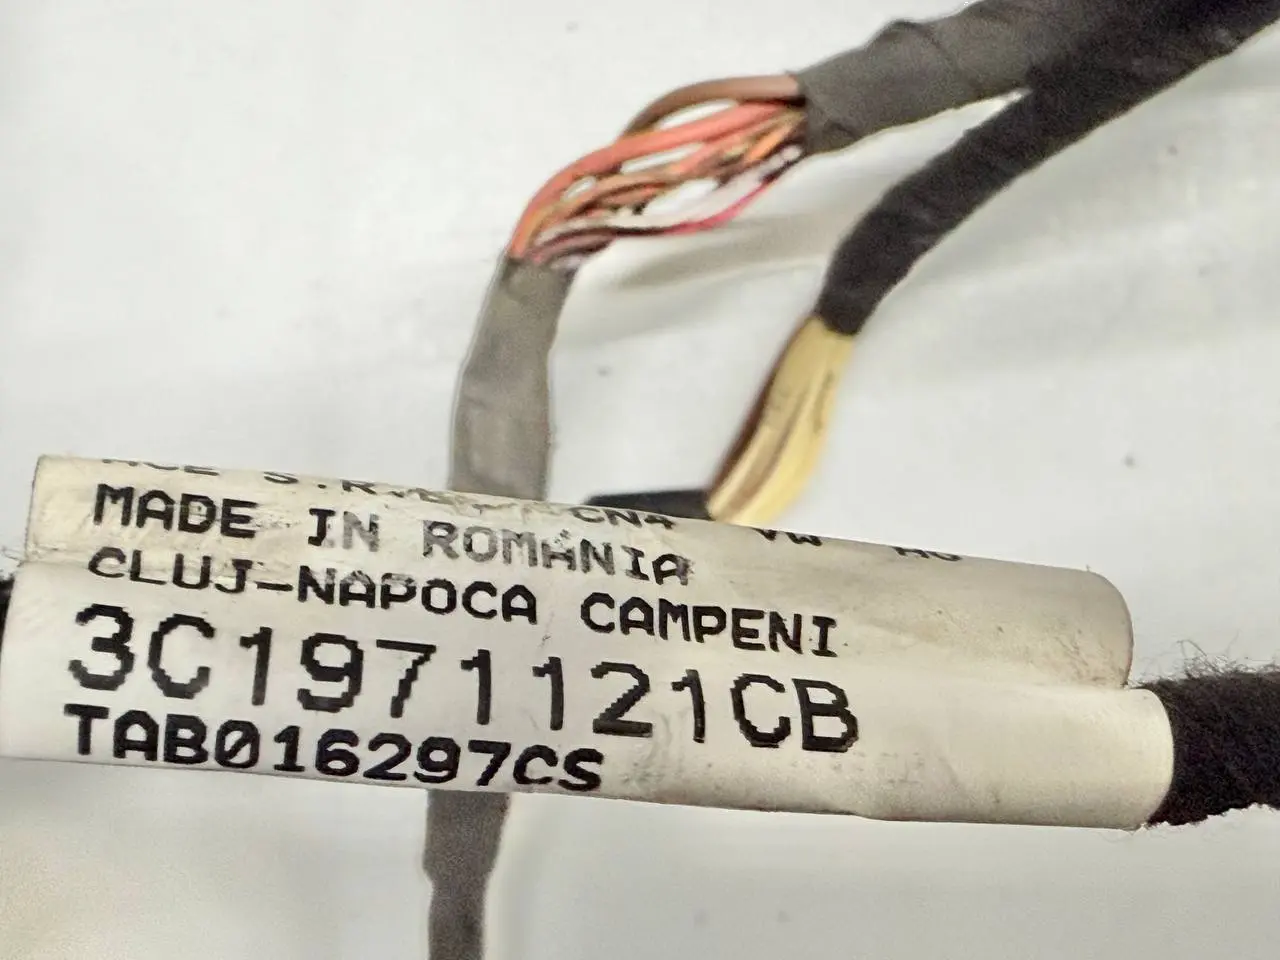 MADE IN ROMANIA
CLUJ-NAPOCA CAMPENI
3C1971121CB
TAB016297CS